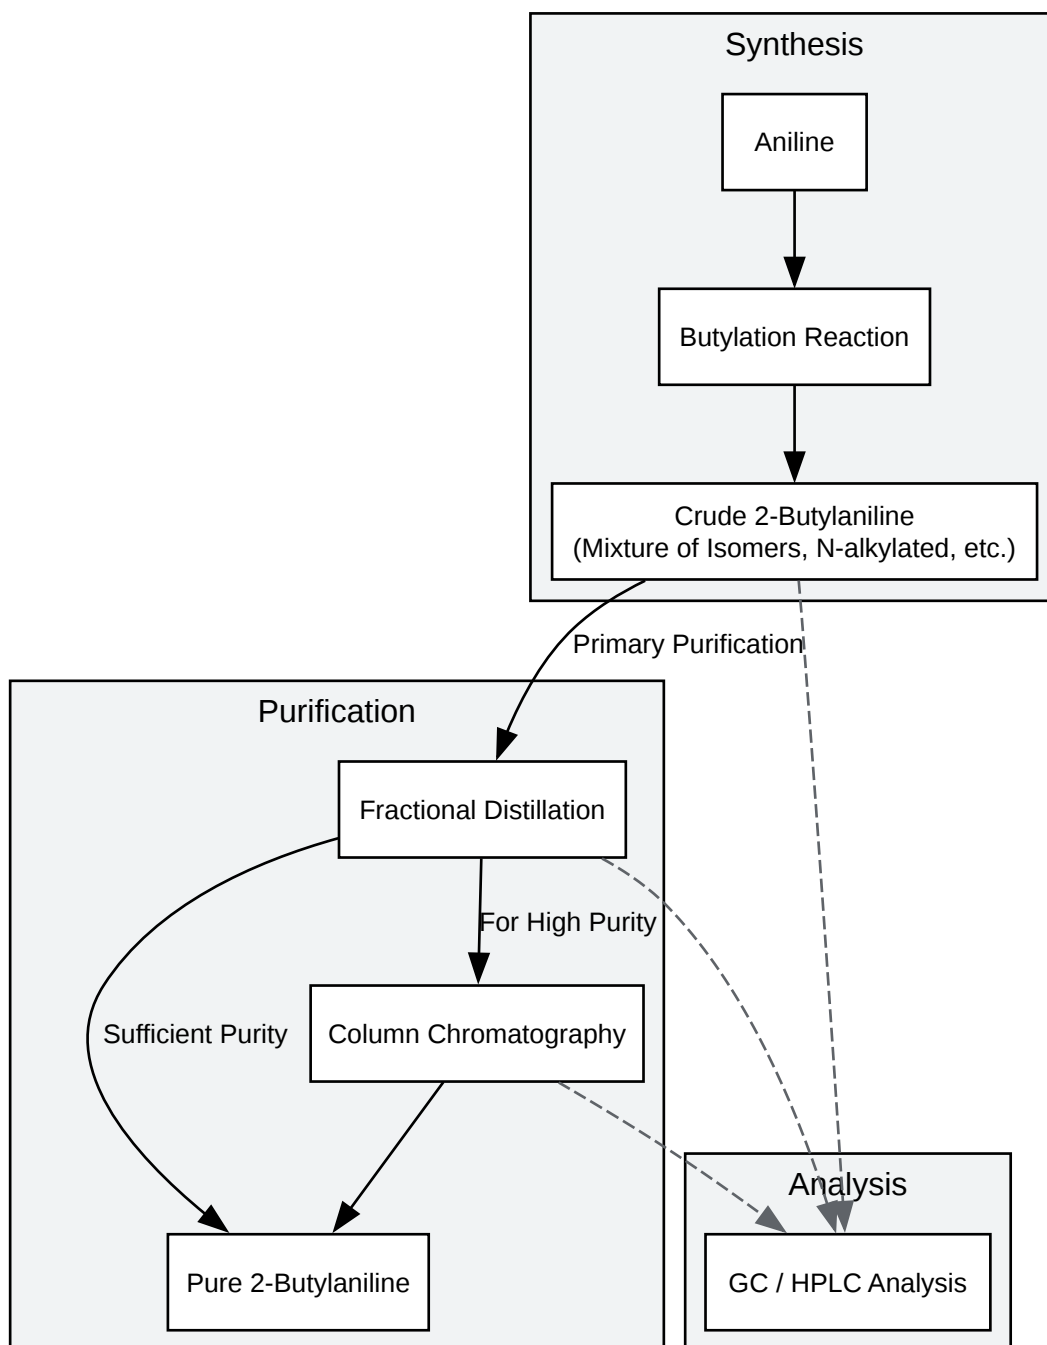 Synthesis
Aniline
Butylation Reaction
Crude 2-Butylaniline
(Mixture of Isomers, N-alkylated, etc.)
Primary Purification
Purification
Fractional Distillation
For High Purity
Sufficient Purity
Column Chromatography
Analysis
Pure 2-Butylaniline
GC / HPLC Analysis